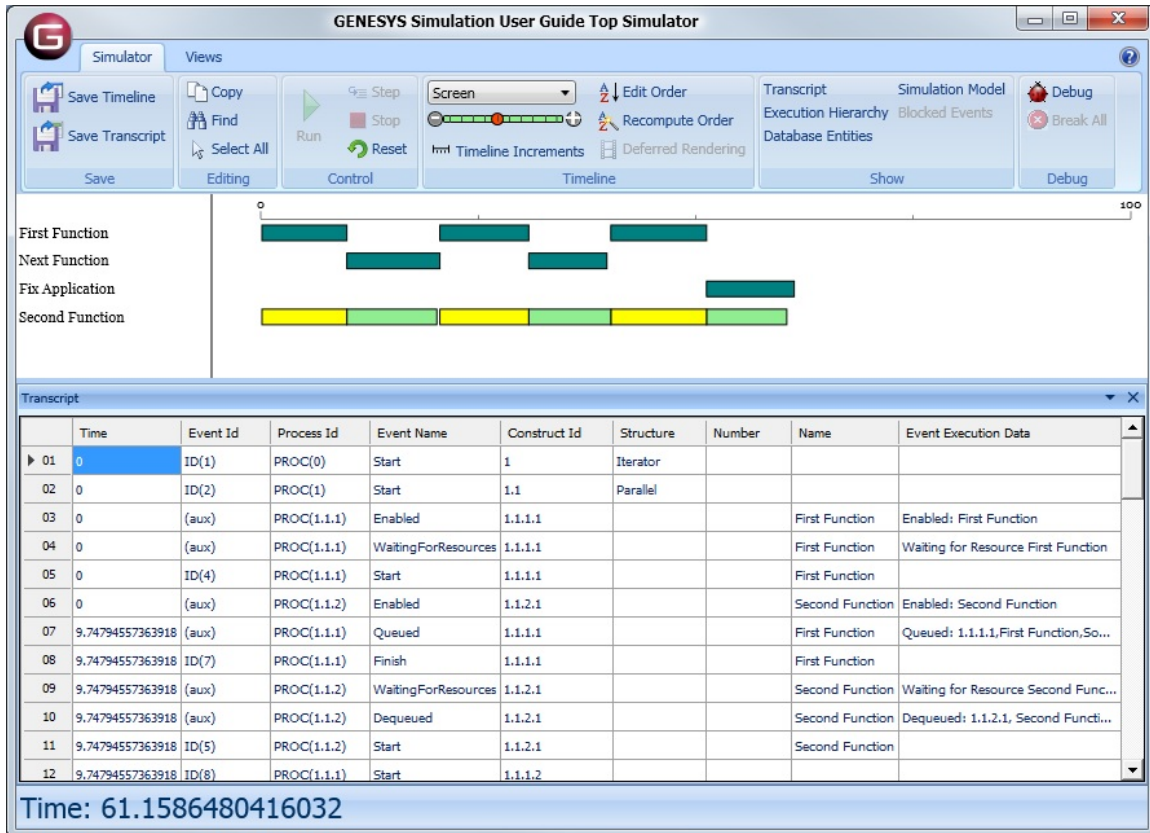 GENESYS Simulation User Guide Top Simulator
G
Simulator Views
Save Timeline
Save Transcript
Save
Copy
Find
Select All
Editing
Run
Step
Stop
Reset
Control
Screen
Timeline Increments
Edit Order
Recompute Order
Deferred Rendering
Timeline
Transcript
Execution Hierarchy
Database Entities
Simulation Model
Blocked Events
Show
Debug
Break All
Debug
0 100
First Function
Next Function
Fix Application
Second Function
Transcript
Time Event Id Process Id Event Name Construct Id Structure Number Name Event Execution Data
01 0 ID(1) PROC(0) Start 1 Iterator
02 0 ID(2) PROC(1) Start 1.1 Parallel
03 0 (aux) PROC(1.1.1) Enabled 1.1.1.1 First Function Enabled: First Function
04 0 (aux) PROC(1.1.1) WaitingForResources 1.1.1.1 First Function Waiting for Resource First Function
05 0 ID(4) PROC(1.1.1) Start 1.1.1.1 First Function
06 0 (aux) PROC(1.1.2) Enabled 1.1.2.1 Second Function Enabled: Second Function
07 9.74794557363918 (aux) PROC(1.1.1) Queued 1.1.1.1 First Function Queued: 1.1.1.1,First Function,So...
08 9.74794557363918 ID(7) PROC(1.1.1) Finish 1.1.1.1 First Function
09 9.74794557363918 (aux) PROC(1.1.2) WaitingForResources 1.1.2.1 Second Function Waiting for Resource Second Func...
10 9.74794557363918 (aux) PROC(1.1.2) Dequeued 1.1.2.1 Second Function Dequeued: 1.1.2.1, Second Functi...
11 9.74794557363918 ID(5) PROC(1.1.2) Start 1.1.2.1 Second Function
12 9.74794557363918 ID(8) PROC(1.1.1) Start 1.1.1.2
Time: 61.1586480416032